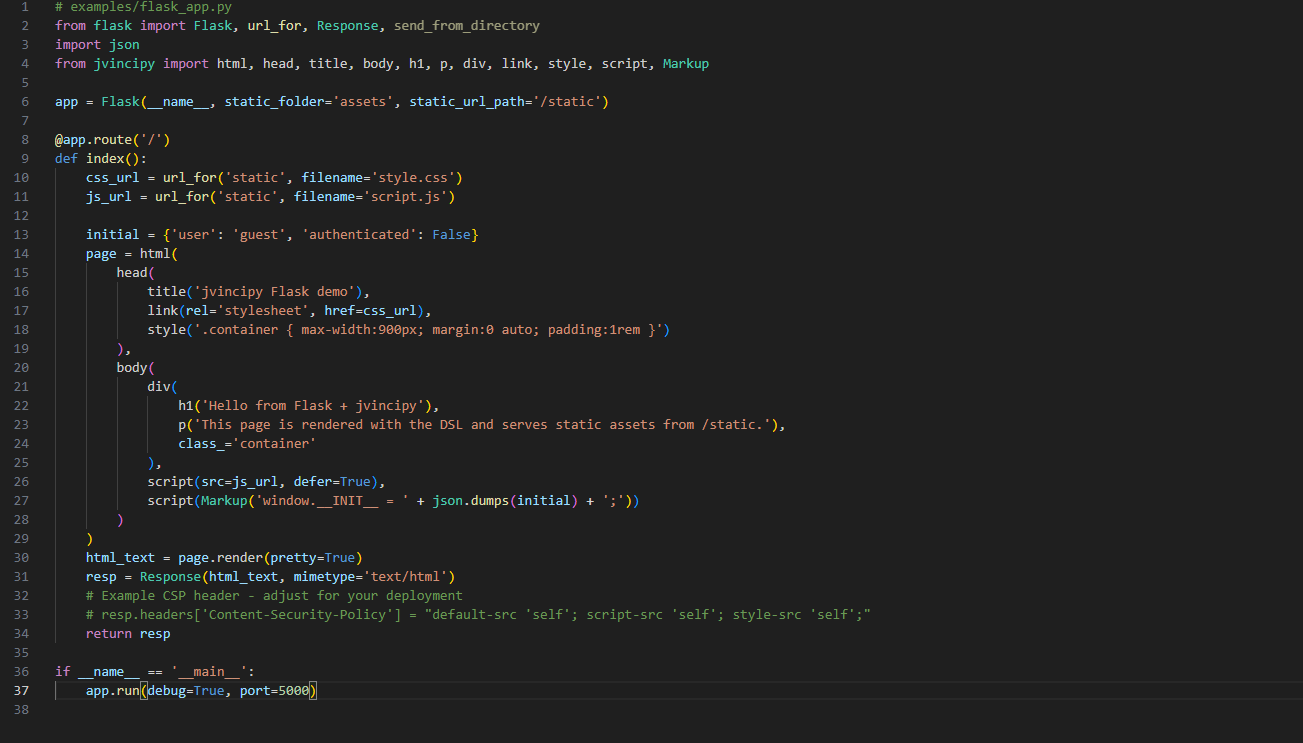 1 # examples/flask_app.py
2 from flask import Flask, url_for, Response, send_from_directory
3 import json
4 from jvincipy import html, head, title, body, h1, p, div, link, style, script, Markup
5
6 app = Flask(__name__, static_folder='assets', static_url_path='/static')
7
8 @app.route('/')
9 def index():
10     css_url = url_for('static', filename='style.css')
11     js_url = url_for('static', filename='script.js')
12
13     initial = {'user': 'guest', 'authenticated': False}
14     page = html(
15         head(
16             title('jvincipy Flask demo'),
17             link(rel='stylesheet', href=css_url),
18             style('.container { max-width:900px; margin:0 auto; padding:1rem }')
19         ),
20         body(
21             div(
22                 h1('Hello from Flask + jvincipy'),
23                 p('This page is rendered with the DSL and serves static assets from /static.'),
24                 class_='container'
25             ),
26             script(src=js_url, defer=True),
27             script(Markup('window.__INIT__ = ' + json.dumps(initial) + ';'))
28         )
29     )
30     html_text = page.render(pretty=True)
31     resp = Response(html_text, mimetype='text/html')
32     # Example CSP header - adjust for your deployment
33     # resp.headers['Content-Security-Policy'] = "default-src 'self'; script-src 'self'; style-src 'self';"
34     return resp
35
36 if __name__ == '__main__':
37     app.run(debug=True, port=5000)
38